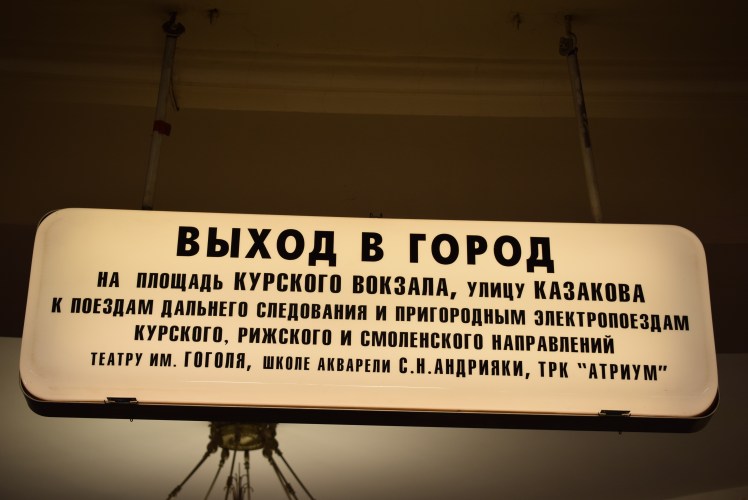 ВЫХОД В ГОРОД
НА ПЛОЩАДЬ КУРСКОГО ВОКЗАЛА, УЛИЦУ КАЗАКОВА
К ПОЕЗДАМ ДАЛЬНЕГО СЛЕДОВАНИЯ И ПРИГОРОДНЫМ ЭЛЕКТРОПОЕЗДАМ
КУРСКОГО, РИЖСКОГО И СМОЛЕНСКОГО НАПРАВЛЕНИЙ
ТЕАТРУ ИМ. ГОГОЛЯ, ШКОЛЕ АКВАРЕЛИ С.Н.АНДРИЯКИ, ТРК "АТРИУМ"